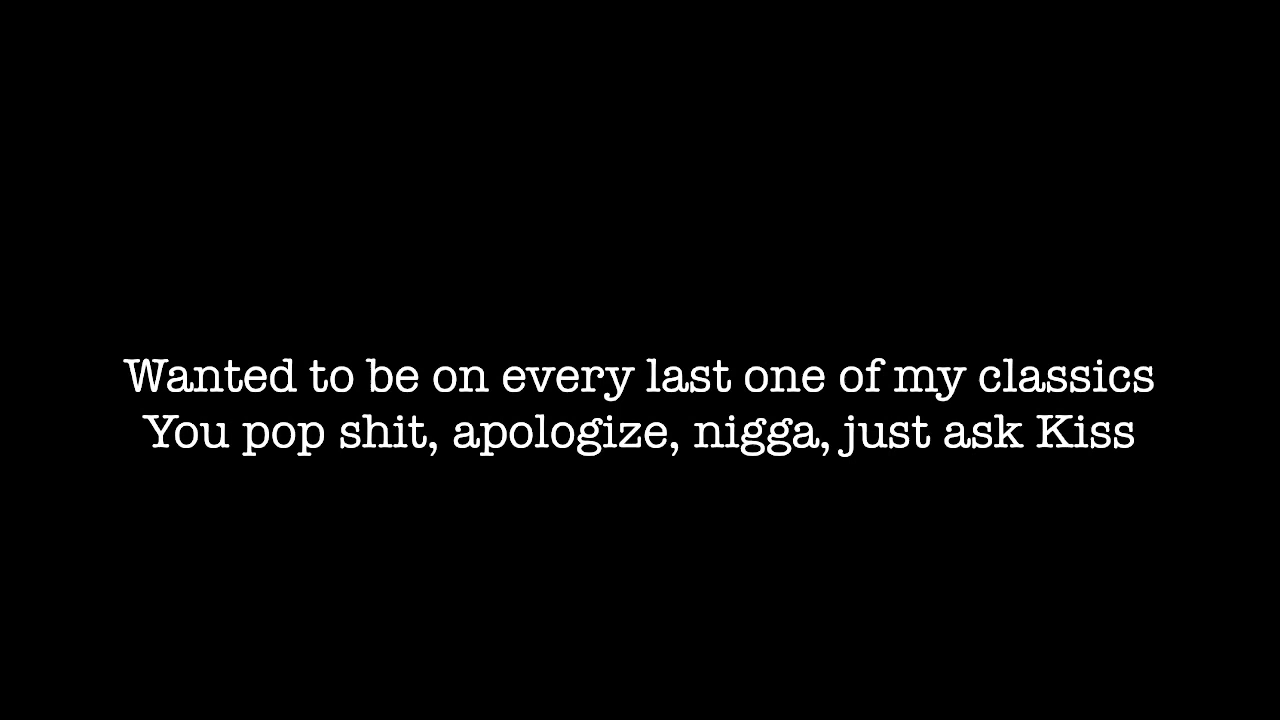 Wanted to be on every last one of my classics
You pop shit, apologize, nigga, just ask Kiss